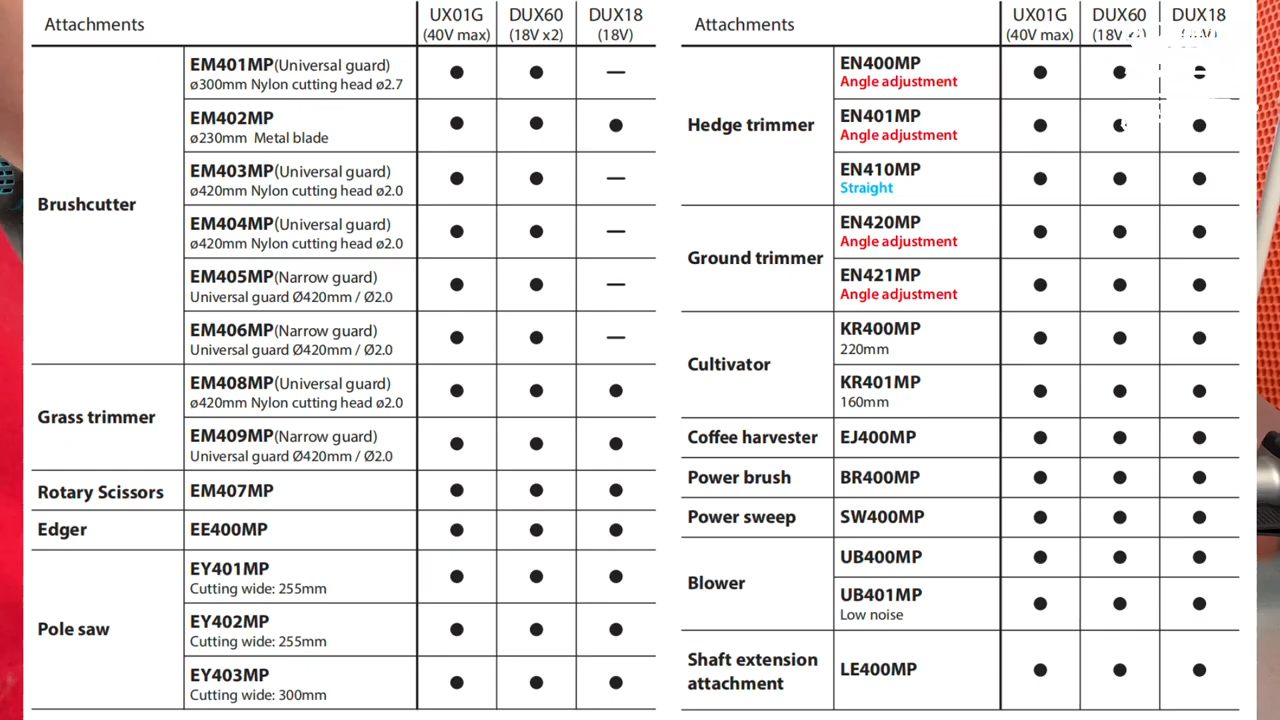 Attachments
UX01G DUX60 DUX18
(40V max) (18V x2) (18V)
Brushcutter
EM401MP(Universal guard)
ø300mm Nylon cutting head ø2.7
● ● —
EM402MP
ø230mm Metal blade
● ● ●
EM403MP(Universal guard)
ø420mm Nylon cutting head ø2.0
● ● —
EM404MP(Universal guard)
ø420mm Nylon cutting head ø2.0
● ● —
EM405MP(Narrow guard)
Universal guard Ø420mm / Ø2.0
● ● —
EM406MP(Narrow guard)
Universal guard Ø420mm / Ø2.0
● ● —
Grass trimmer
EM408MP(Universal guard)
ø420mm Nylon cutting head ø2.0
● ● ●
EM409MP(Narrow guard)
Universal guard Ø420mm / Ø2.0
● ● ●
Rotary Scissors EM407MP ● ● ●
Edger EE400MP ● ● ●
Pole saw
EY401MP
Cutting wide: 255mm
● ● ●
EY402MP
Cutting wide: 255mm
● ● ●
EY403MP
Cutting wide: 300mm
● ● ●
Attachments
UX01G DUX60 DUX18
(40V max)
Hedge trimmer
EN400MP
Angle adjustment
● ●
EN401MP
Angle adjustment
● ● ●
EN410MP
Straight
● ● ●
Ground trimmer
EN420MP
Angle adjustment
● ● ●
EN421MP
Angle adjustment
● ● ●
Cultivator
KR400MP
220mm
● ● ●
KR401MP
160mm
● ● ●
Coffee harvester EJ400MP ● ● ●
Power brush BR400MP ● ● ●
Power sweep SW400MP ● ● ●
Blower
UB400MP ● ● ●
UB401MP
Low noise
● ● ●
Shaft extension
attachment
LE400MP ● ● ●